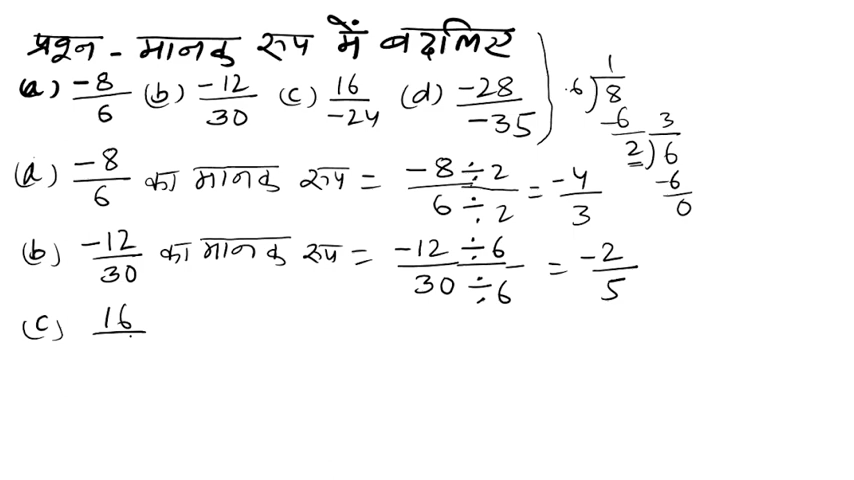 प्रश्न - मानक रुप में बदलिए
(a) -8/6 (b) -12/30 (c) 16/-24 (d) -28/-35
6)8(1
-6
2)6(3
-6
0
(a) -8/6 का मानक रुप = -8÷2/6÷2 = -4/3
(b) -12/30 का मानक रुप = -12÷6/30÷6 = -2/5
(c) 16